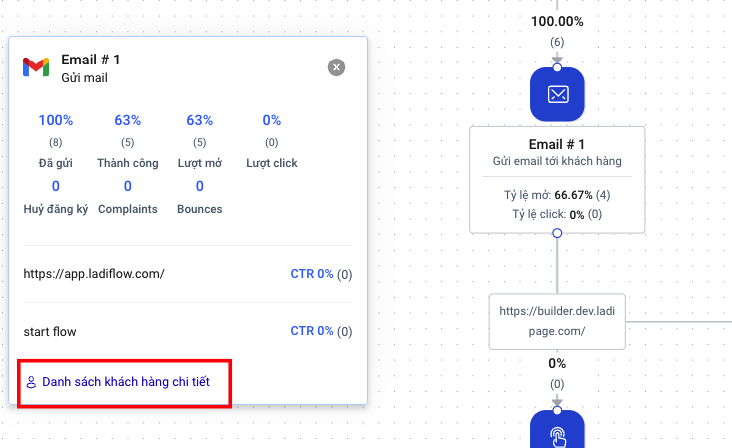 Email # 1
Gửi mail
100% 63% 63% 0%
(8) (5) (5) (0)
Đã gửi Thành công Lượt mở Lượt click
0 0 0
Huỷ đăng ký Complaints Bounces
https://app.ladiflow.com/ CTR 0% (0)
start flow CTR 0% (0)
Danh sách khách hàng chi tiết
100.00%
(6)
Email # 1
Gửi email tới khách hàng
Tỷ lệ mở: 66.67% (4)
Tỷ lệ click: 0% (0)
https://builder.dev.ladi
page.com/
0%
(0)